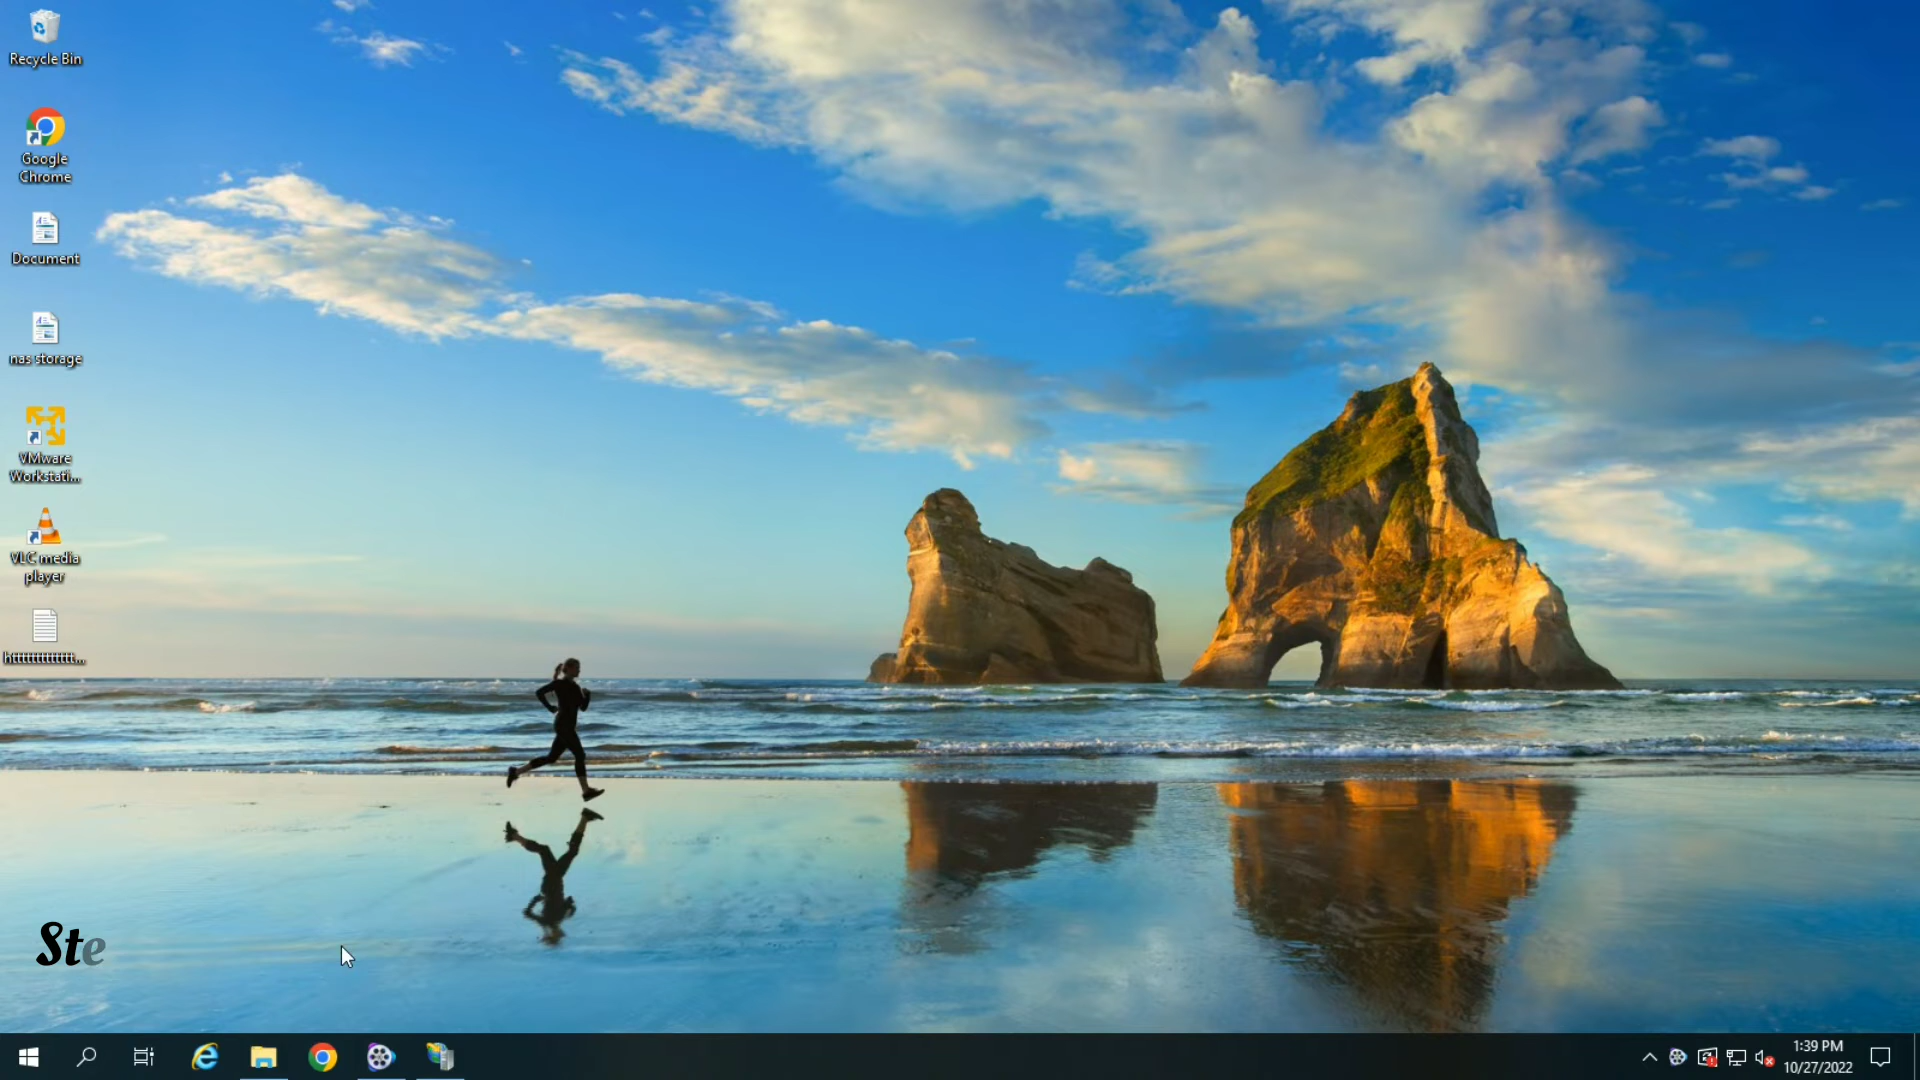 Recycle Bin
Google
Chrome
Document
nas storage
VMware
Workstati...
VLC media
player
htttttttttttttt...
Ste
1:39 PM
10/27/2022